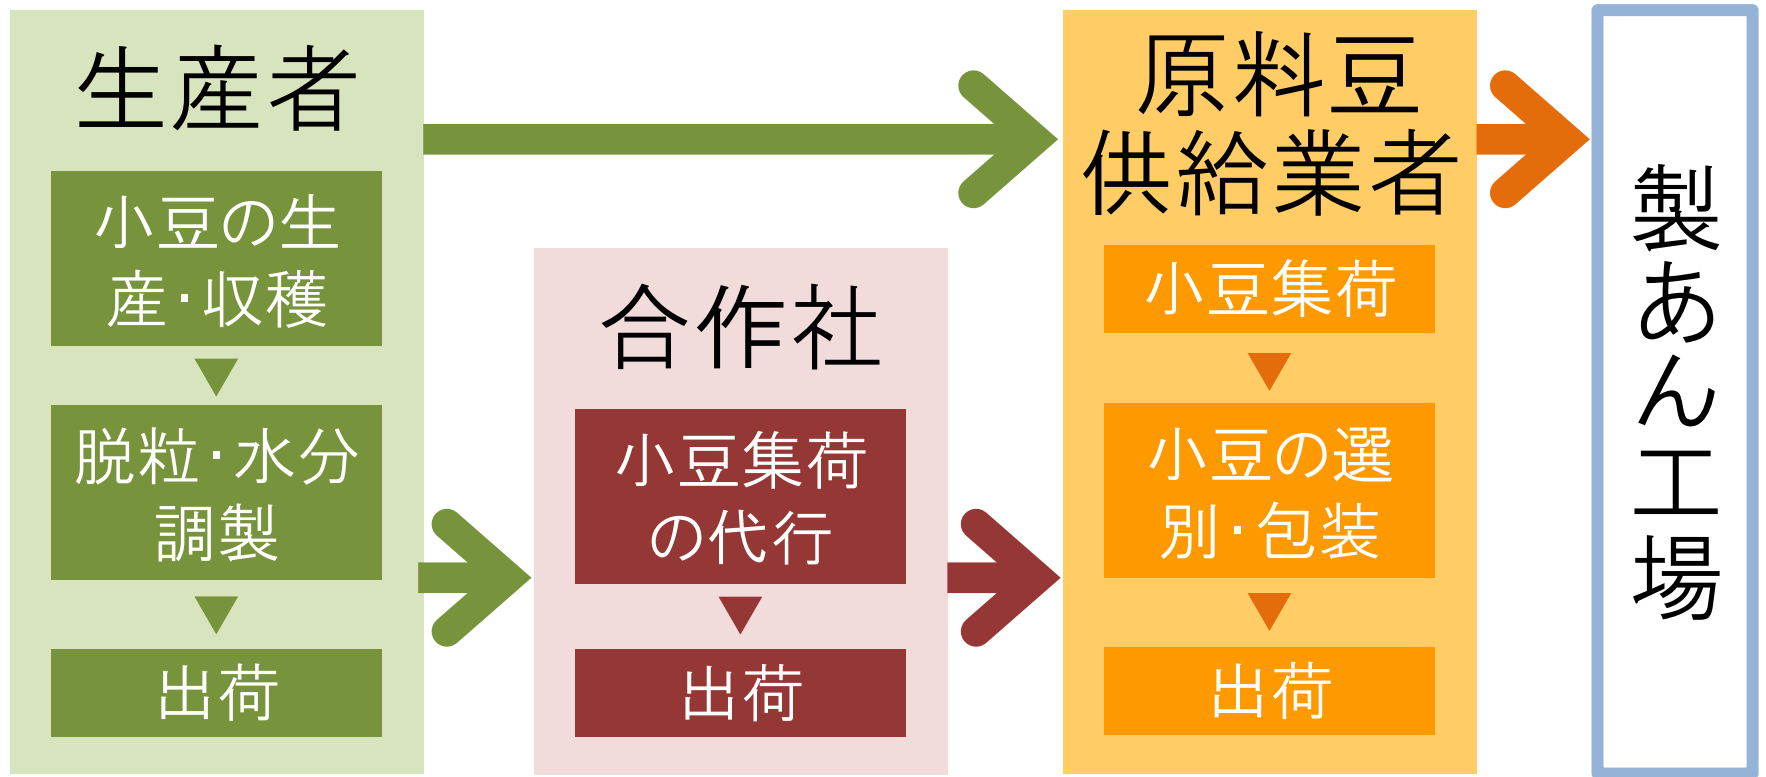 生産者
小豆の生
産・収穫
脱粒・水分
調製
出荷
合作社
小豆集荷
の代行
出荷
原料豆
供給業者
小豆集荷
小豆の選
別・包装
出荷
製あん工場